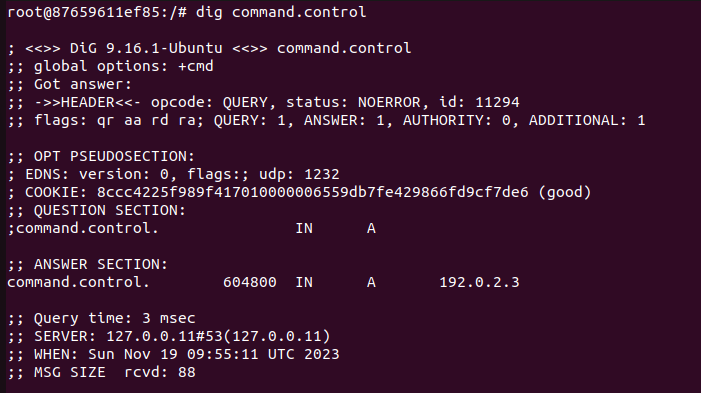 root@87659611ef85:/# dig command.control
; <<>> DiG 9.16.1-Ubuntu <<>> command.control
;; global options: +cmd
;; Got answer:
;; ->>HEADER<<- opcode: QUERY, status: NOERROR, id: 11294
;; flags: qr aa rd ra; QUERY: 1, ANSWER: 1, AUTHORITY: 0, ADDITIONAL: 1
;; OPT PSEUDOSECTION:
; EDNS: version: 0, flags:; udp: 1232
; COOKIE: 8ccc4225f989f417010000006559db7fe429866fd9cf7de6 (good)
;; QUESTION SECTION:
;command.control. IN A
;; ANSWER SECTION:
command.control. 604800 IN A 192.0.2.3
;; Query time: 3 msec
;; SERVER: 127.0.0.11#53(127.0.0.11)
;; WHEN: Sun Nov 19 09:55:11 UTC 2023
;; MSG SIZE rcvd: 88